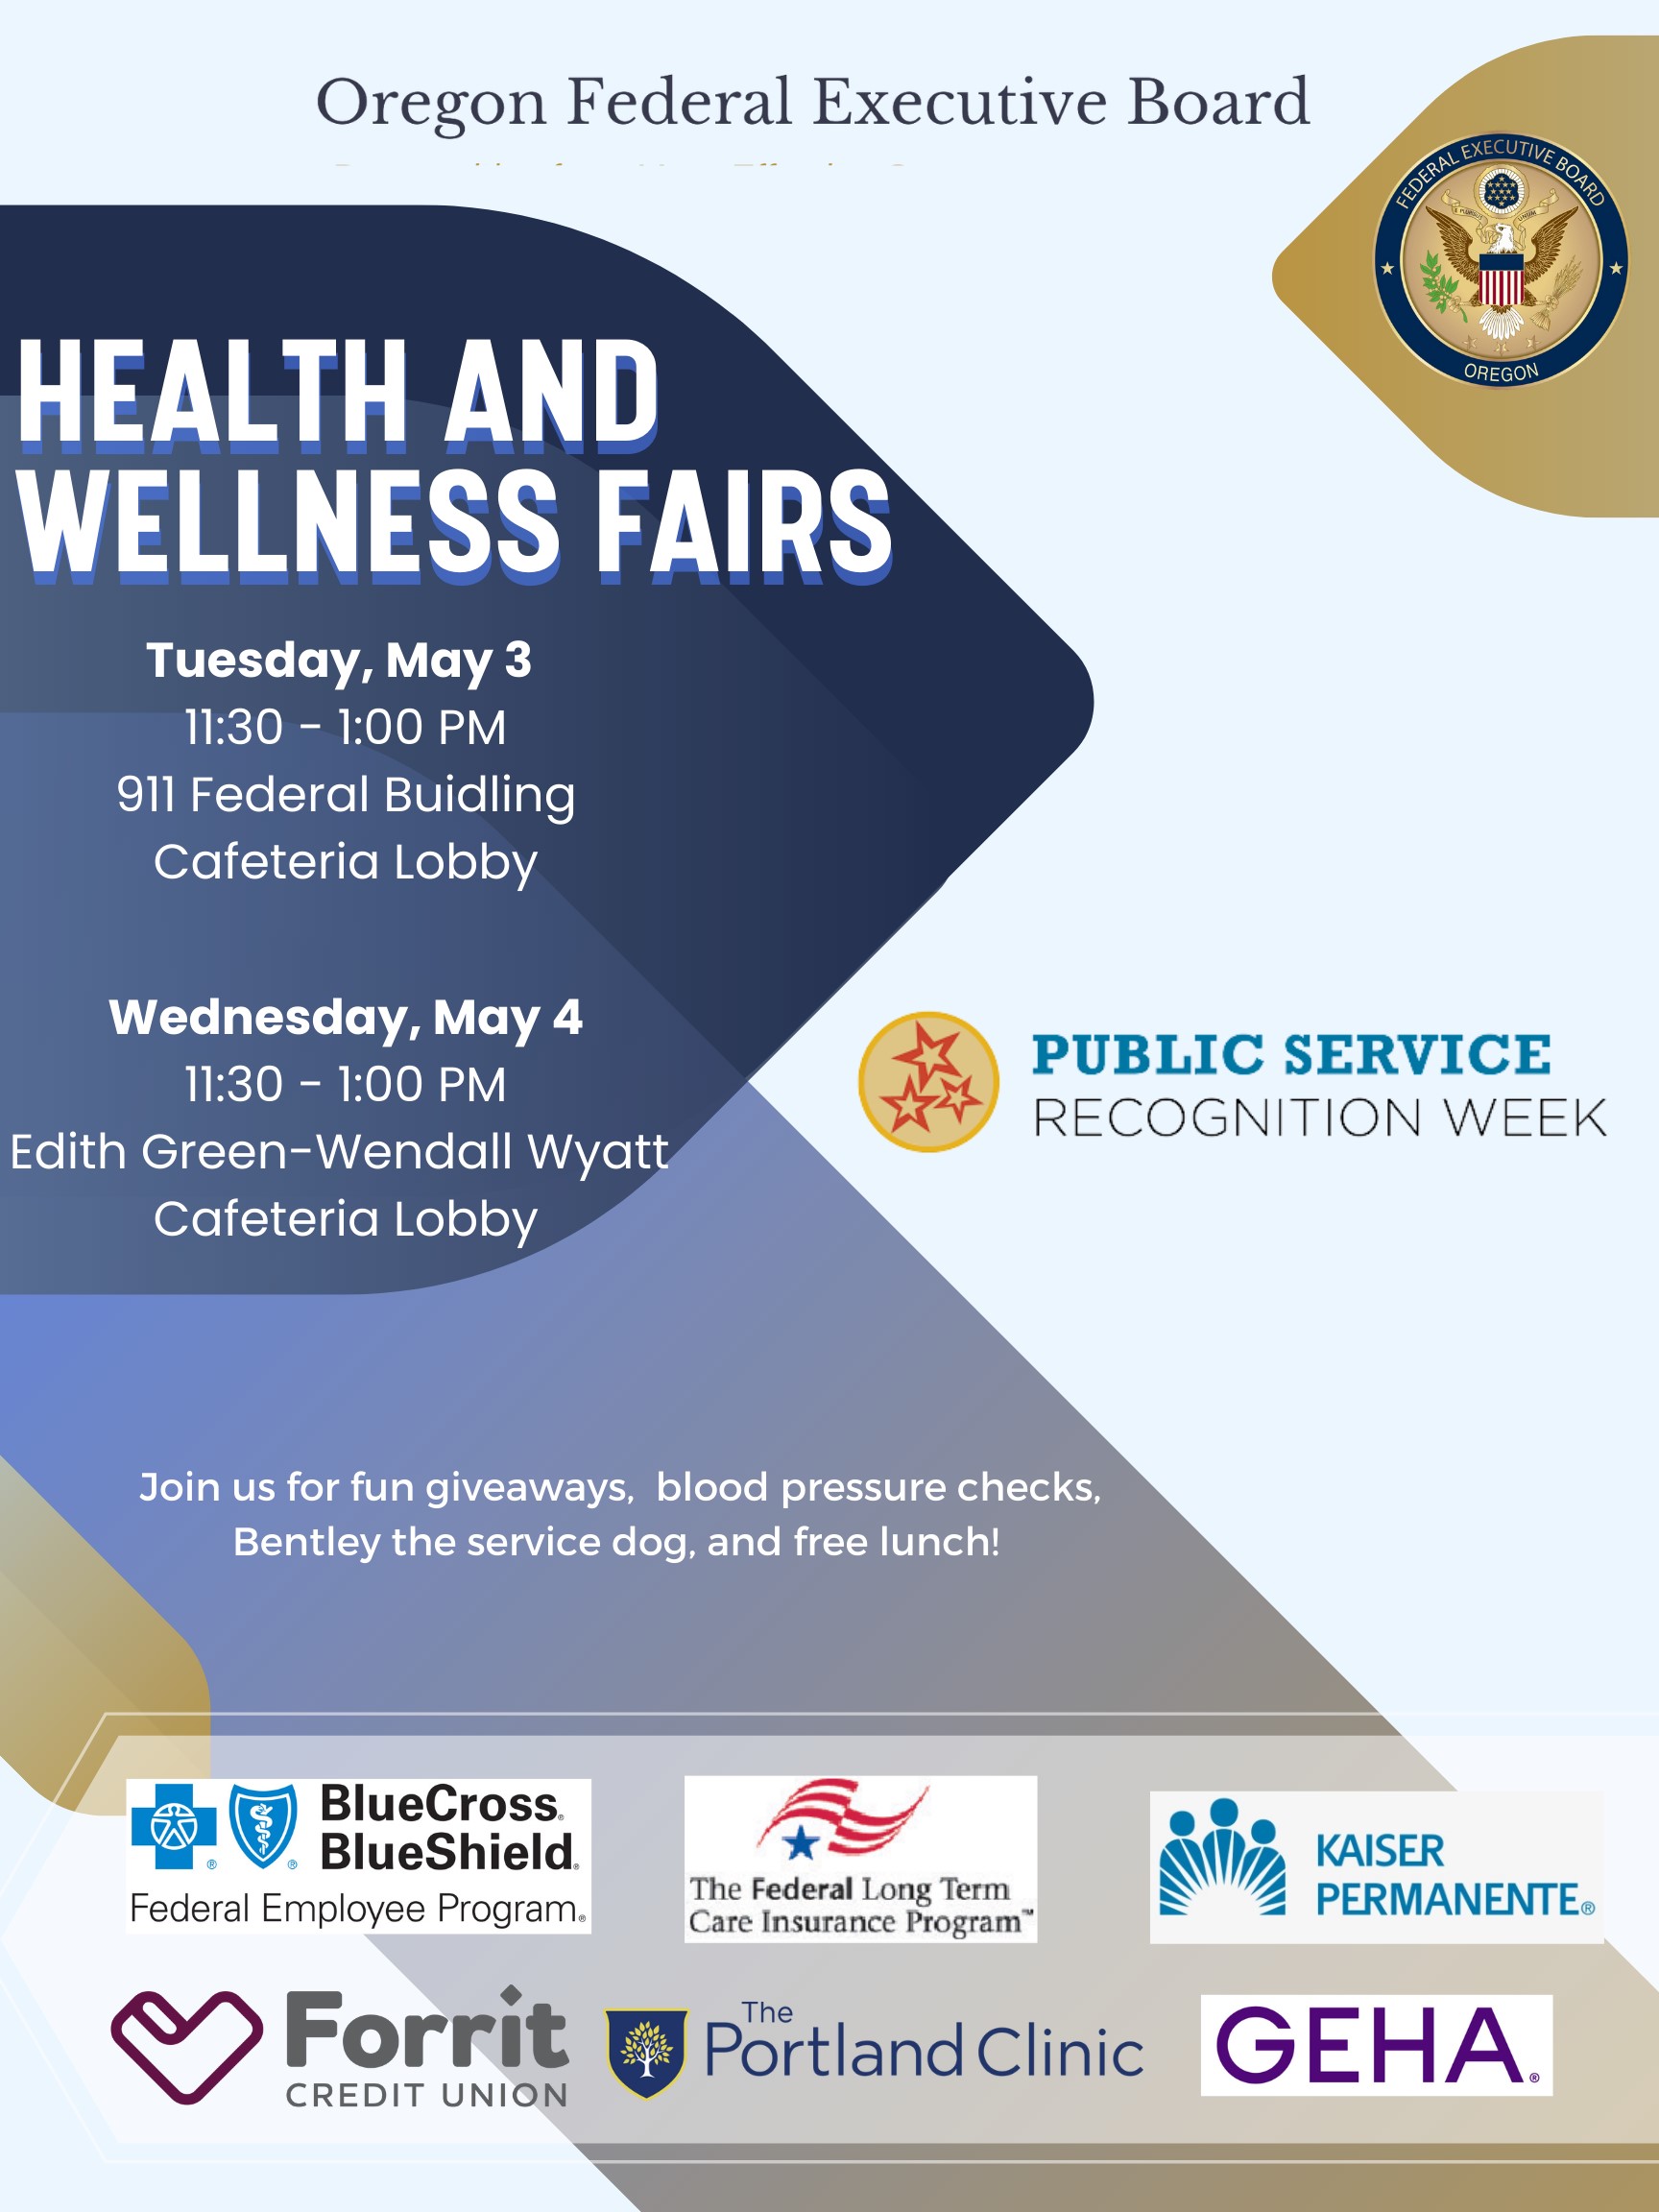 Oregon Federal Executive Board
FEDERAL EXECUTIVE BOARD
E PLURIBUS UNUM
OREGON
HEALTH AND
WELLNESS FAIRS
Tuesday, May 3
11:30 - 1:00 PM
911 Federal Buidling
Cafeteria Lobby
Wednesday, May 4
11:30 - 1:00 PM
Edith Green-Wendall Wyatt
Cafeteria Lobby
PUBLIC SERVICE
RECOGNITION WEEK
Join us for fun giveaways, blood pressure checks,
Bentley the service dog, and free lunch!
BlueCross®
BlueShield®
Federal Employee Program®
The Federal Long Term
Care Insurance Program™
KAISER
PERMANENTE®
Forrit
CREDIT UNION
The
Portland Clinic
GEHA®